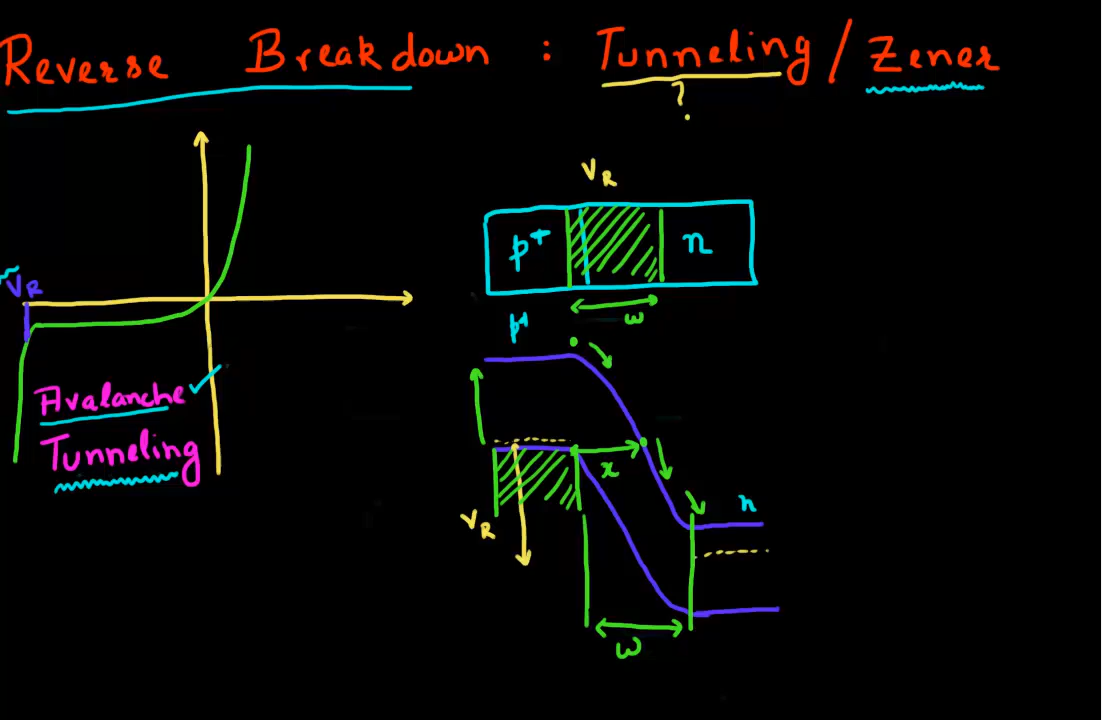 Reverse Breakdown : Tunneling / Zener
?
VR
p+ n
w
VR
p+
Avalanche ✓
Tunneling
x
n
VR
w